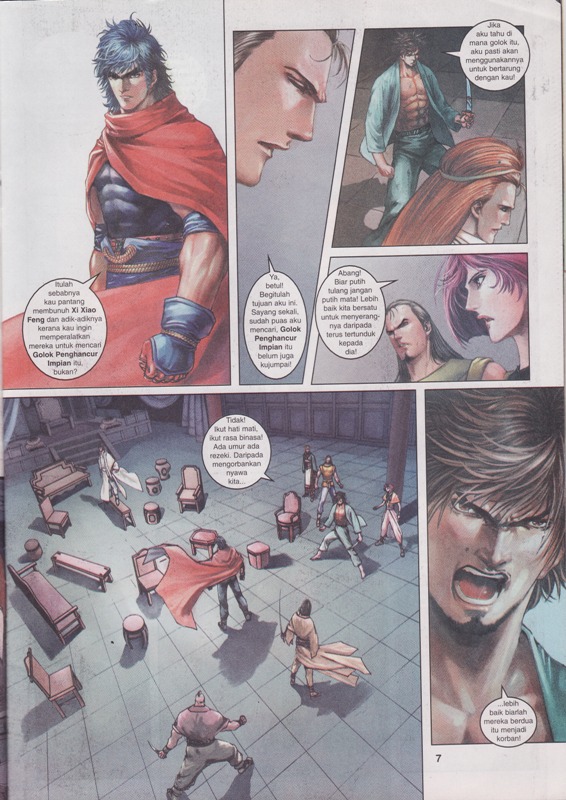 Itulah
sebabnya
kau pantang
membunuh Xi Xiao
Feng dan adik-adiknya
kerana kau ingin
memperalatkan
mereka untuk mencari
Golok Penghancur
Impian itu,
bukan?
Ya,
betul!
Begitulah
tujuan aku ini.
Sayang sekali,
sudah puas aku
mencari, Golok
Penghancur
Impian itu
belum juga
kujumpai!
Jika
aku tahu di
mana golok itu,
aku pasti akan
menggunakannya
untuk bertarung
dengan kau!
Abang!
Biar putih
tulang jangan
putih mata! Lebih
baik kita bersatu
untuk menyerang-
nya daripada
terus tertunduk
kepada
dia!
Tidak!
Ikut hati mati,
ikut rasa binasa!
Ada umur ada
rezeki. Daripada
mengorbankan
nyawa
kita...
...lebih
baik biarlah
mereka berdua
itu menjadi
korban!
7